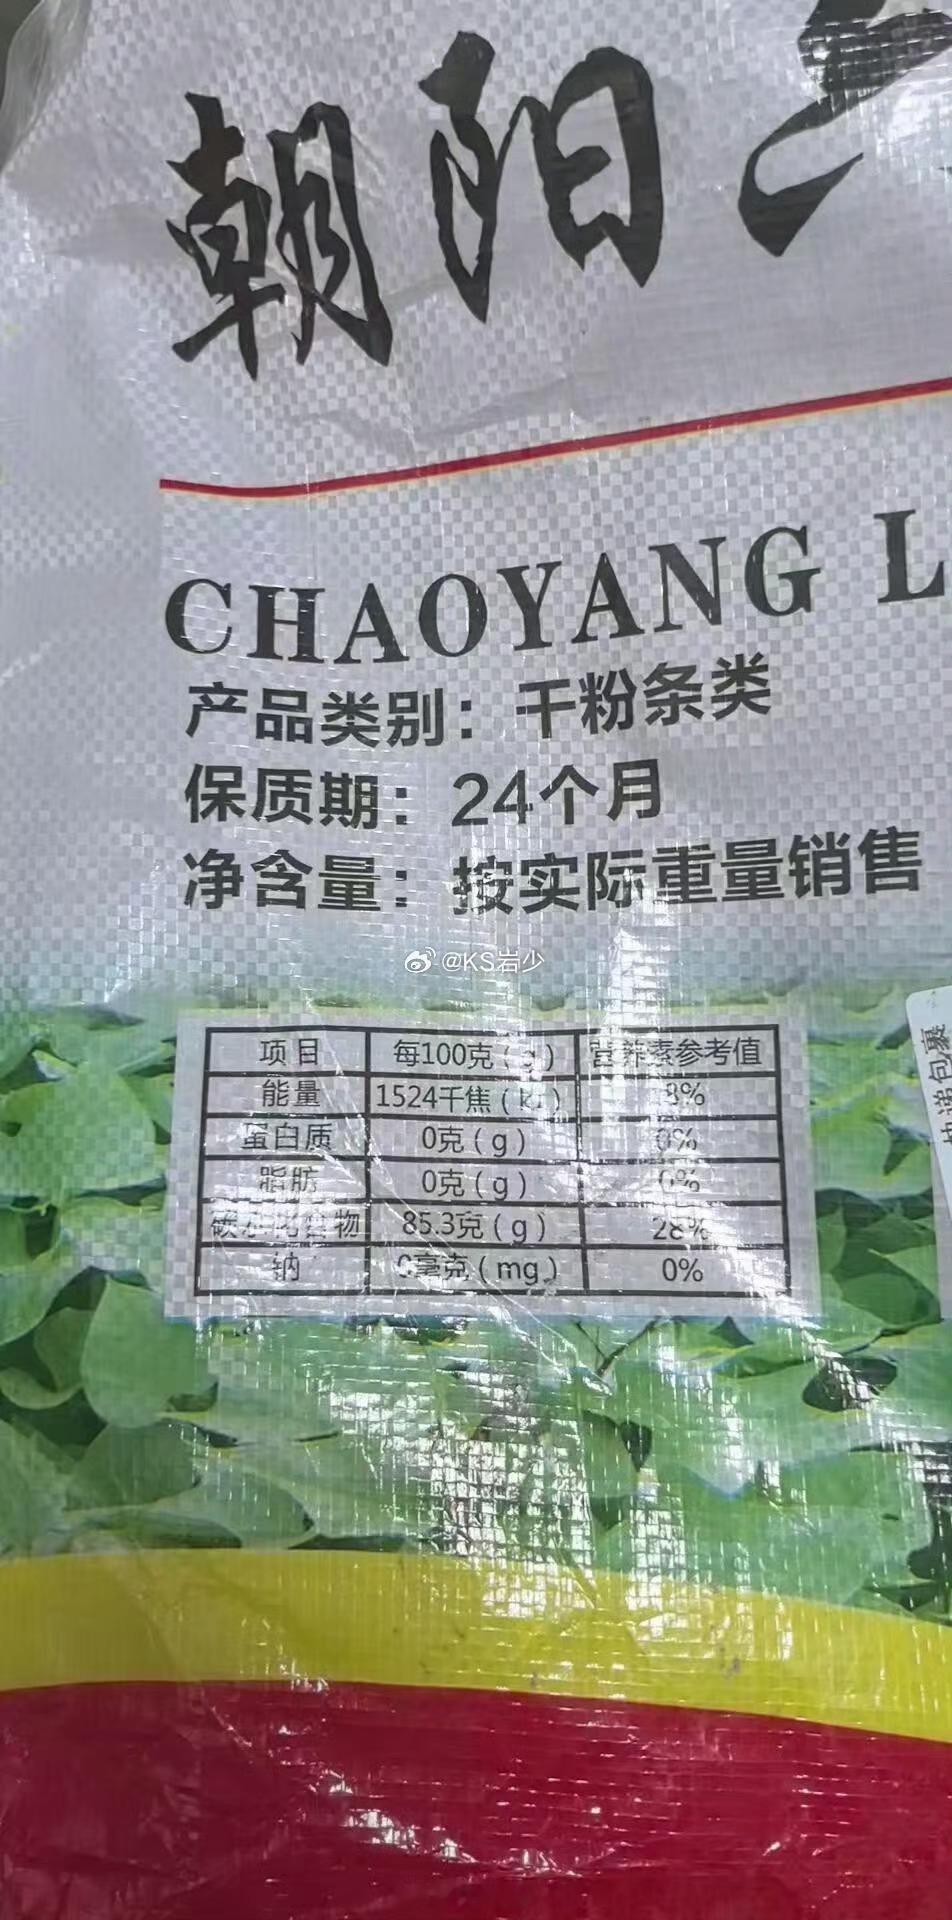 朝阳
CHAOYANG L
产品类别：干粉条类
保质期：24个月
净含量：按实际重量销售
@KS岩少
项目 每100克(g) 营养素参考值
能量 1524千焦(kJ) 8%
蛋白质 0克(g) 0%
脂肪 0克(g) 0%
碳水化合物 85.3克(g) 28%
钠 0毫克(mg) 0%
包裹